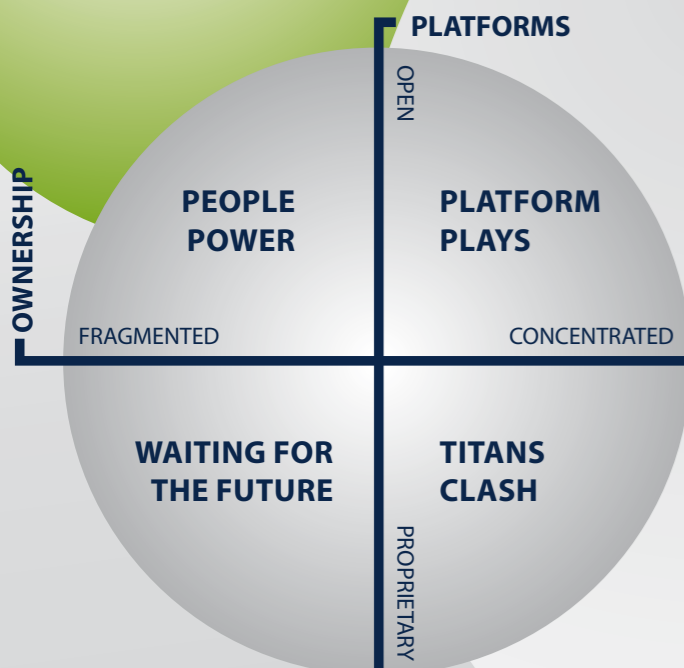 PLATFORMS
OPEN
PEOPLE
POWER
PLATFORM
PLAYS
OWNERSHIP
FRAGMENTED
CONCENTRATED
WAITING FOR
THE FUTURE
TITANS
CLASH
PROPRIETARY